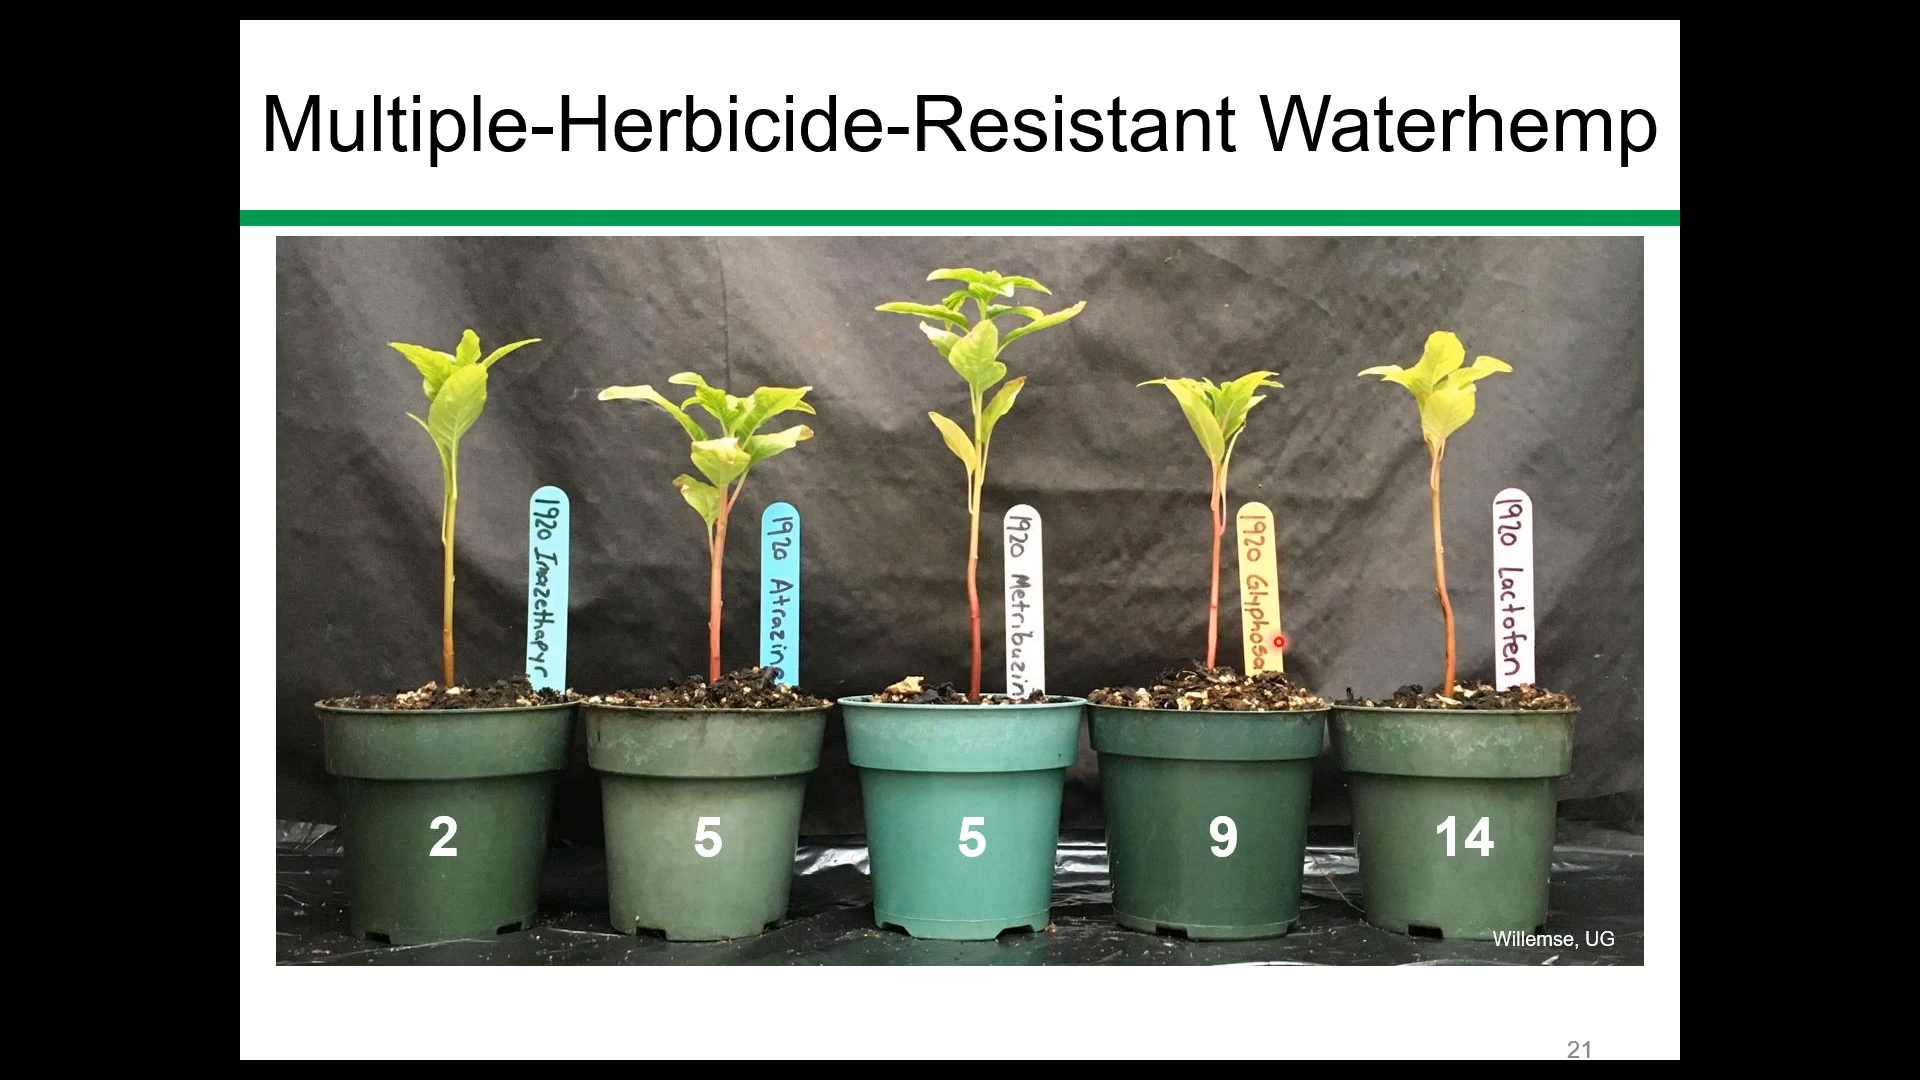 Multiple-Herbicide-Resistant Waterhemp
1920 Imazethapyr
1920 Atrazine
1920 Metribuzin
1920 Glyphosa
1920 Lactofen
2
5
5
9
14
Willemse, UG
21